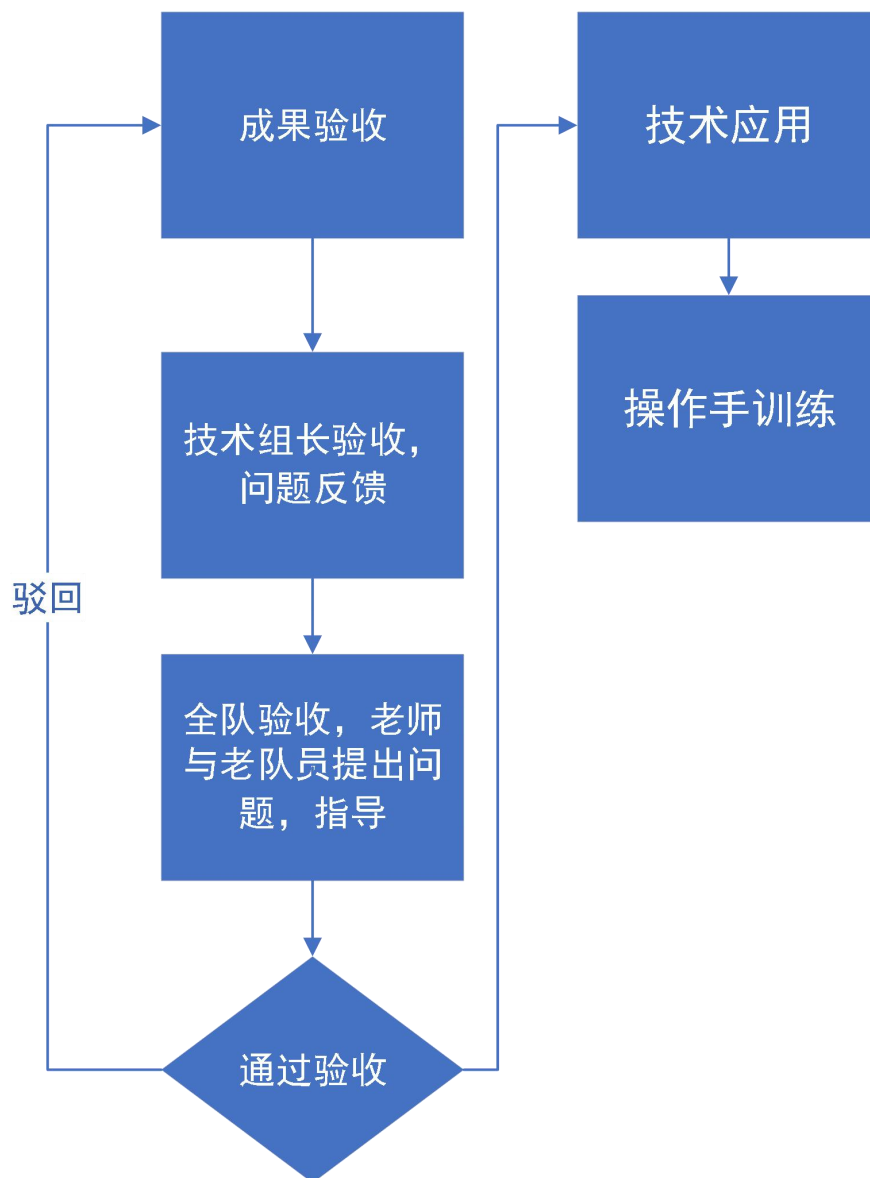 成果验收
技术组长验收，
问题反馈
全队验收，老师
与老队员提出问
题，指导
通过验收
驳回
技术应用
操作手训练